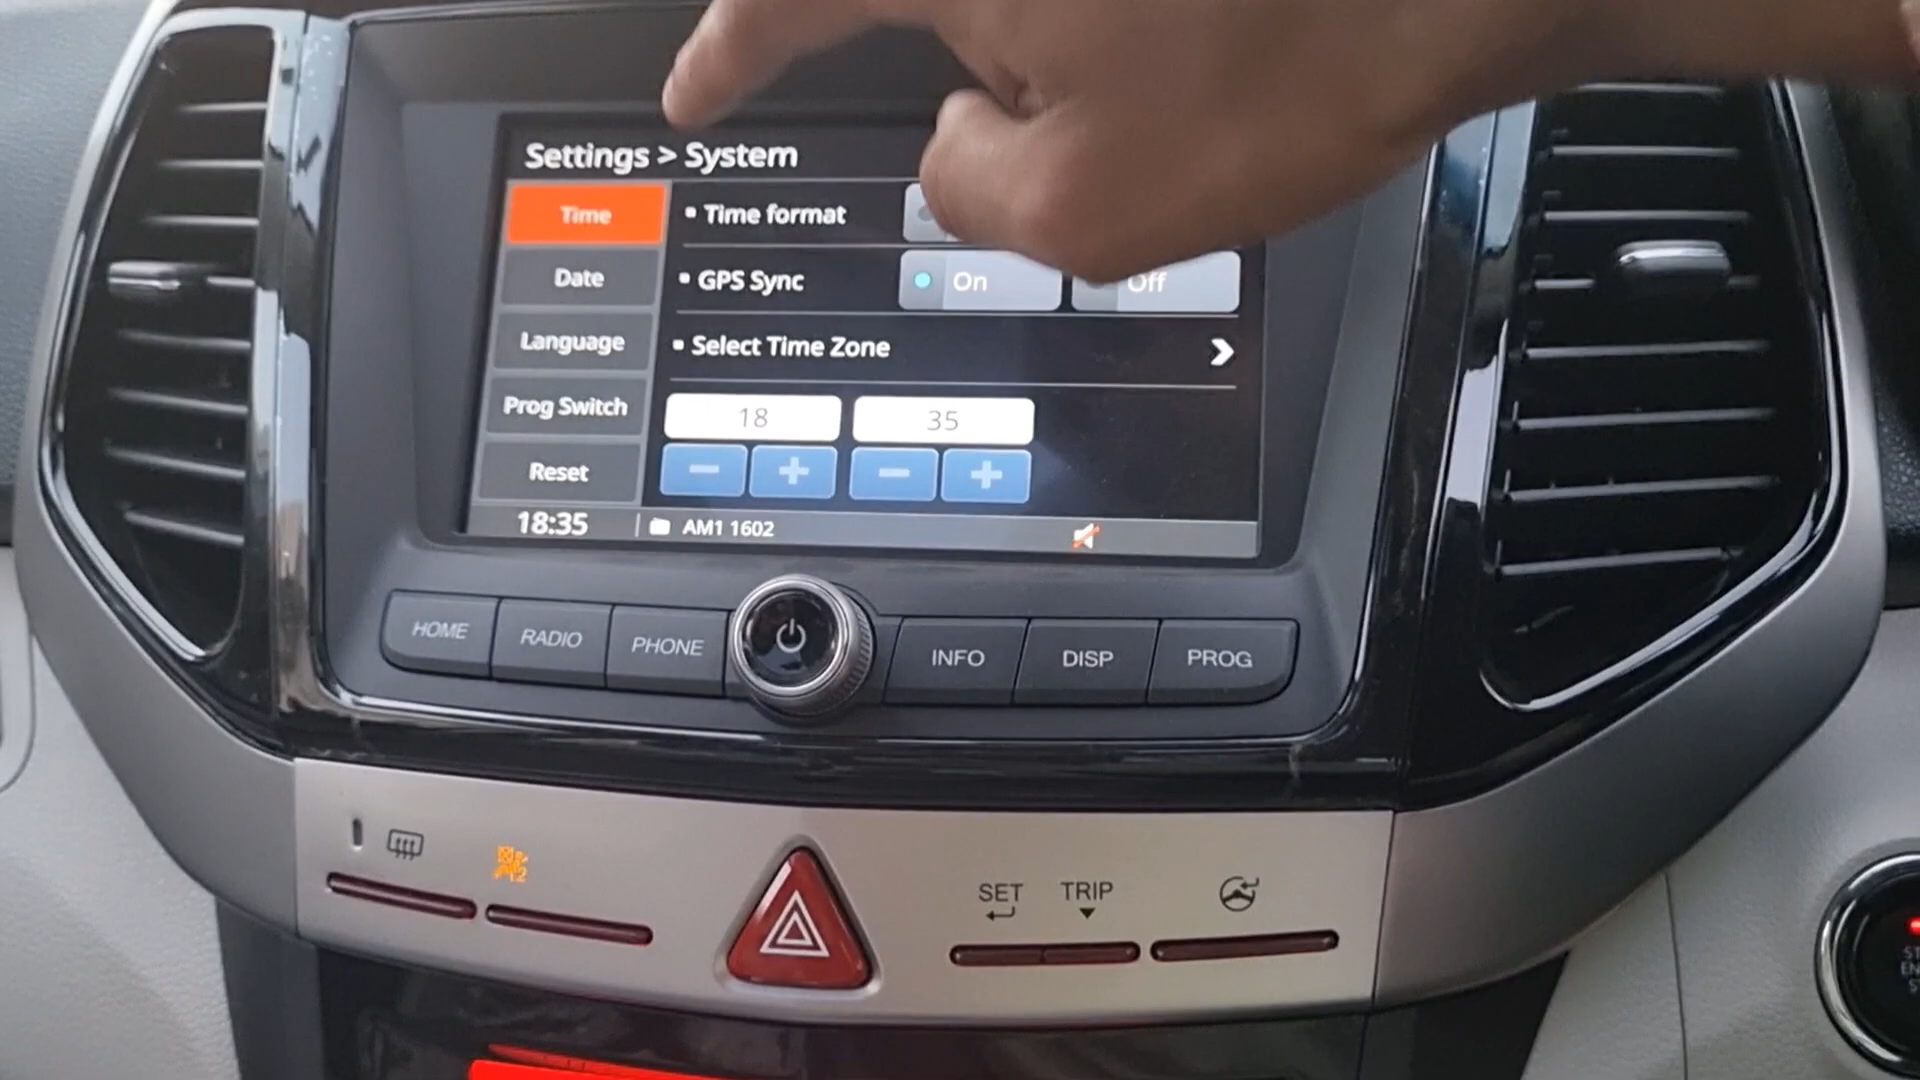 Settings > System
Time
Time format
Date
GPS Sync
On
Off
Language
Select Time Zone
Prog Switch
18
35
Reset
18:35
AM1 1602
HOME
RADIO
PHONE
INFO
DISP
PROG
SET
TRIP